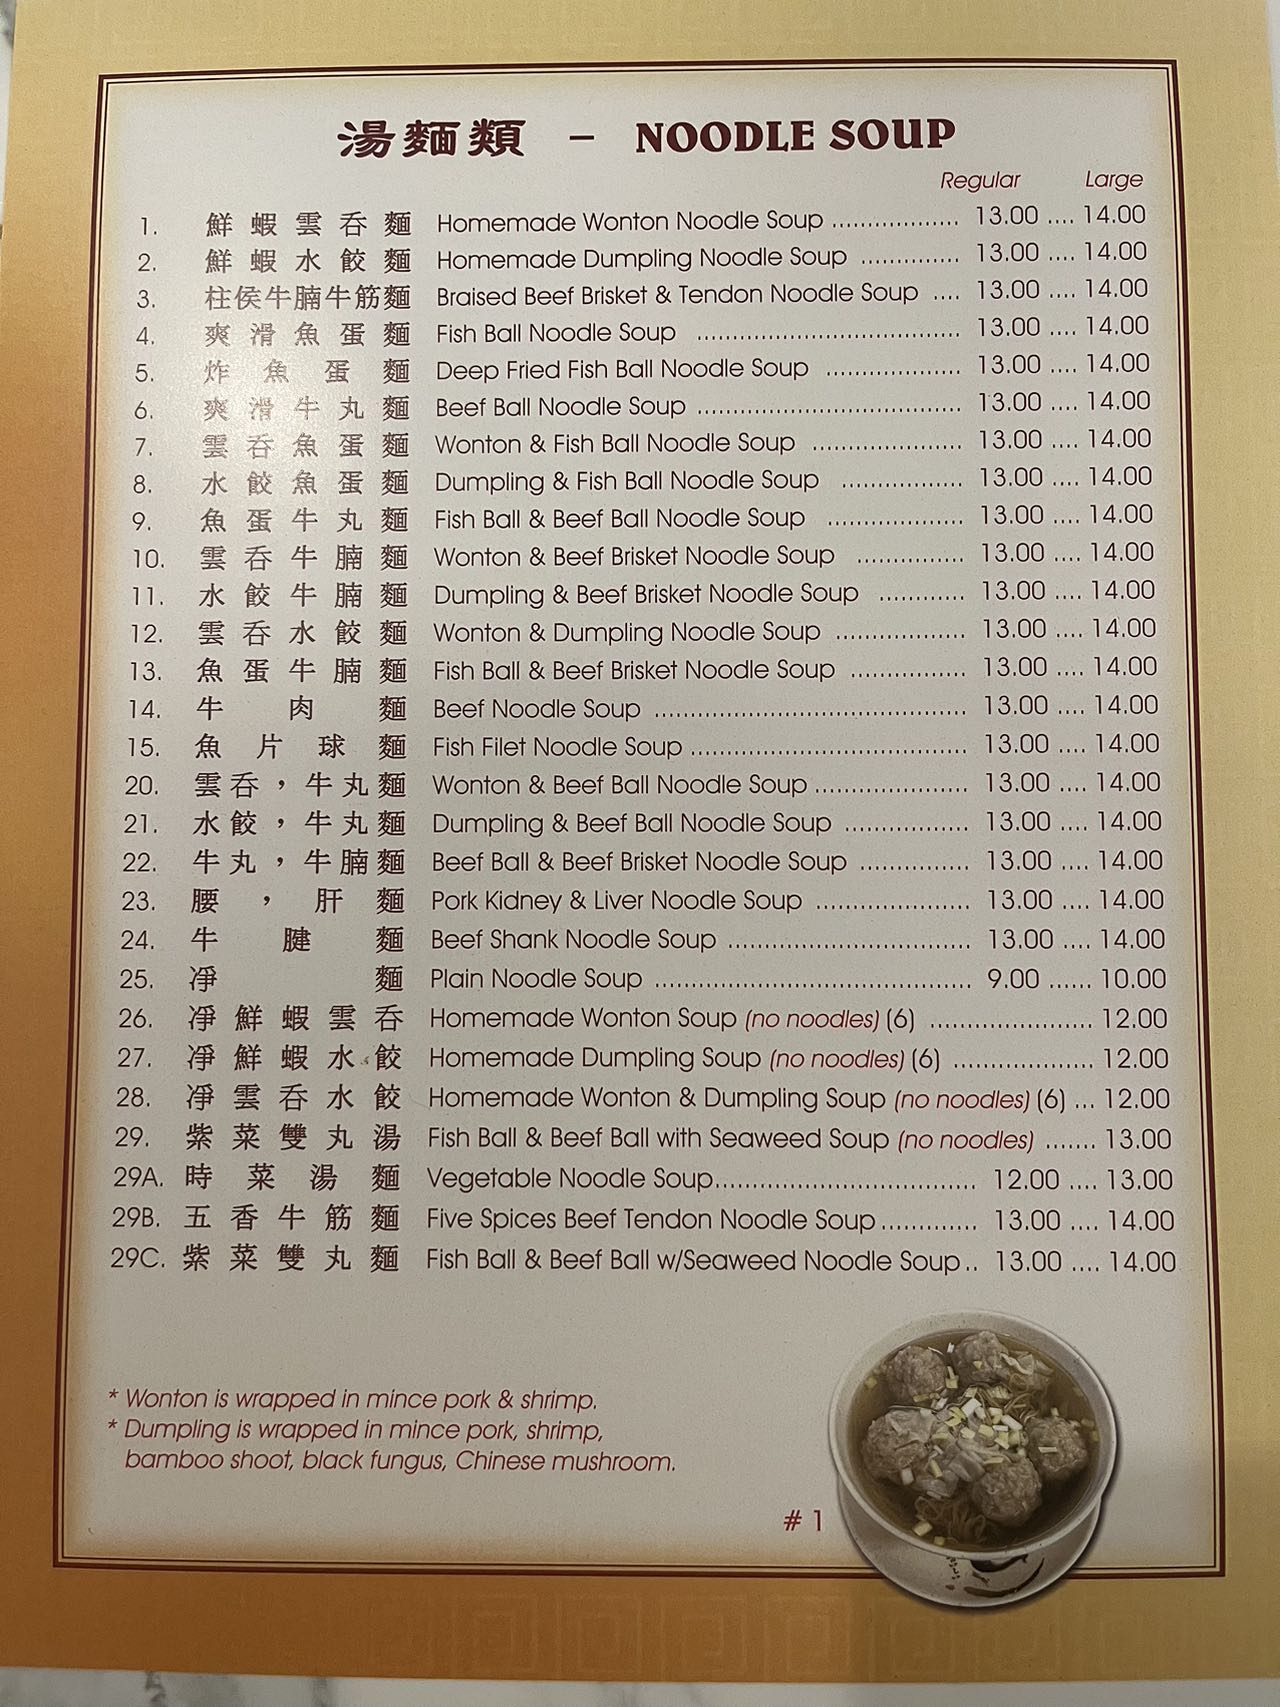 湯麵類 – NOODLE SOUP
Regular Large
1. 鮮蝦雲呑麵 Homemade Wonton Noodle Soup ................. 13.00 .... 14.00
2. 鮮蝦水餃麵 Homemade Dumpling Noodle Soup ............. 13.00 .... 14.00
3. 柱侯牛腩牛筋麵 Braised Beef Brisket & Tendon Noodle Soup .... 13.00 .... 14.00
4. 爽滑魚蛋麵 Fish Ball Noodle Soup .................................... 13.00 .... 14.00
5. 炸魚蛋麵 Deep Fried Fish Ball Noodle Soup ................... 13.00 .... 14.00
6. 爽滑牛丸麵 Beef Ball Noodle Soup .................................... 13.00 .... 14.00
7. 雲呑魚蛋麵 Wonton & Fish Ball Noodle Soup .................... 13.00 .... 14.00
8. 水餃魚蛋麵 Dumpling & Fish Ball Noodle Soup ................. 13.00 .... 14.00
9. 魚蛋牛丸麵 Fish Ball & Beef Ball Noodle Soup ................... 13.00 .... 14.00
10. 雲呑牛腩麵 Wonton & Beef Brisket Noodle Soup ............... 13.00 .... 14.00
11. 水餃牛腩麵 Dumpling & Beef Brisket Noodle Soup ............ 13.00 .... 14.00
12. 雲呑水餃麵 Wonton & Dumpling Noodle Soup .................. 13.00 .... 14.00
13. 魚蛋牛腩麵 Fish Ball & Beef Brisket Noodle Soup ................ 13.00 .... 14.00
14. 牛肉麵 Beef Noodle Soup .......................................... 13.00 .... 14.00
15. 魚片球麵 Fish Filet Noodle Soup ..................................... 13.00 .... 14.00
20. 雲呑，牛丸麵 Wonton & Beef Ball Noodle Soup ..................... 13.00 .... 14.00
21. 水餃，牛丸麵 Dumpling & Beef Ball Noodle Soup ................. 13.00 .... 14.00
22. 牛丸，牛腩麵 Beef Ball & Beef Brisket Noodle Soup ............... 13.00 .... 14.00
23. 腰，肝麵 Pork Kidney & Liver Noodle Soup ..................... 13.00 .... 14.00
24. 牛腱麵 Beef Shank Noodle Soup ................................. 13.00 .... 14.00
25. 凈麵 Plain Noodle Soup ........................................... 9.00 ...... 10.00
26. 凈鮮蝦雲呑 Homemade Wonton Soup (no noodles) (6) ...................... 12.00
27. 凈鮮蝦水餃 Homemade Dumpling Soup (no noodles) (6) ................... 12.00
28. 凈雲呑水餃 Homemade Wonton & Dumpling Soup (no noodles) (6) ... 12.00
29. 紫菜雙丸湯 Fish Ball & Beef Ball with Seaweed Soup (no noodles) ....... 13.00
29A. 時菜湯麵 Vegetable Noodle Soup................................... 12.00 .... 13.00
29B. 五香牛筋麵 Five Spices Beef Tendon Noodle Soup............. 13.00 .... 14.00
29C. 紫菜雙丸麵 Fish Ball & Beef Ball w/Seaweed Noodle Soup.. 13.00 .... 14.00
* Wonton is wrapped in mince pork & shrimp.
* Dumpling is wrapped in mince pork, shrimp,
bamboo shoot, black fungus, Chinese mushroom.
# 1